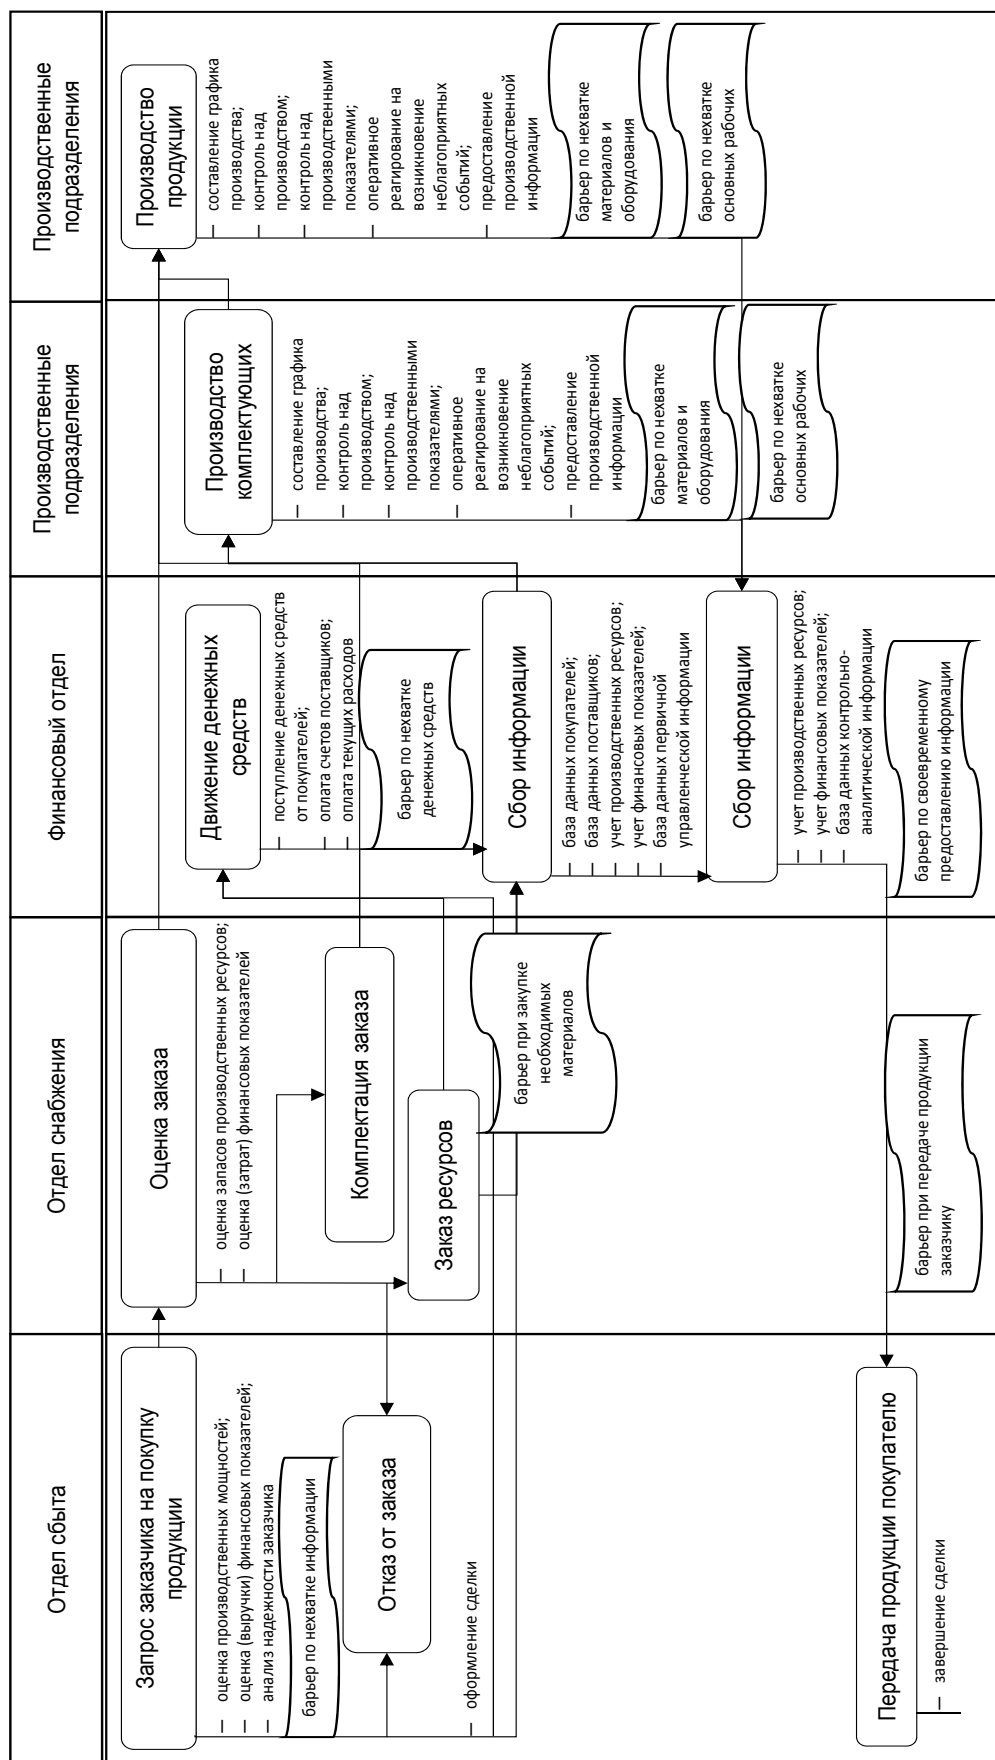 Отдел сбыта
Отдел снабжения
Финансовый отдел
Производственные
подразделения
Производственные
подразделения
Запрос заказчика на покупку
продукции
— оценка производственных мощностей;
— оценка (выручки) финансовых показателей;
— анализ надежности заказчика
барьер по нехватке информации
Отказ от заказа
— оформление сделки
Передача продукции покупателю
— завершение сделки
Оценка заказа
— оценка запасов производственных ресурсов;
— оценка (затрат) финансовых показателей
Комплектация заказа
Заказ ресурсов
барьер при закупке
необходимых
материалов
барьер при передаче продукции
заказчику
Движение денежных
средств
— поступление денежных средств
от покупателей;
— оплата счетов поставщиков;
— оплата текущих расходов
барьер по нехватке
денежных средств
Сбор информации
— база данных покупателей;
— база данных поставщиков;
— учет производственных ресурсов;
— учет финансовых показателей;
— база данных первичной
управленческой информации
Сбор информации
— учет производственных ресурсов;
— учет финансовых показателей;
— база данных контрольно-
аналитической информации
барьер по своевременному
предоставлению информации
Производство
комплектующих
— составление графика
производства;
— контроль над
производством;
— контроль над
производственными
показателями;
— оперативное
реагирование на
возникновение
неблагоприятных
событий;
— предоставление
производственной
информации
барьер по нехватке
материалов и
оборудования
барьер по нехватке
основных рабочих
Производство
продукции
— составление графика
производства;
— контроль над
производством;
— контроль над
производственными
показателями;
— оперативное
реагирование на
возникновение
неблагоприятных
событий;
— предоставление
производственной
информации
барьер по нехватке
материалов и
оборудования
барьер по нехватке
основных рабочих